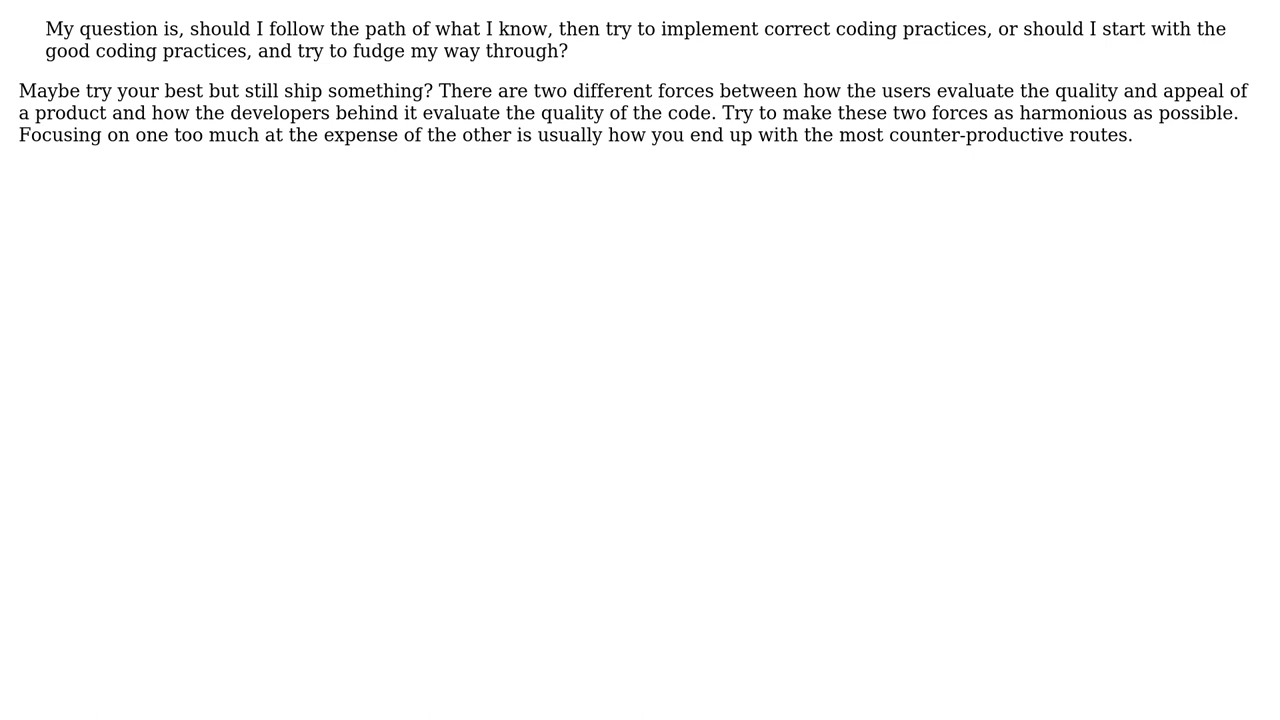 My question is, should I follow the path of what I know, then try to implement correct coding practices, or should I start with the
good coding practices, and try to fudge my way through?
Maybe try your best but still ship something? There are two different forces between how the users evaluate the quality and appeal of
a product and how the developers behind it evaluate the quality of the code. Try to make these two forces as harmonious as possible.
Focusing on one too much at the expense of the other is usually how you end up with the most counter-productive routes.